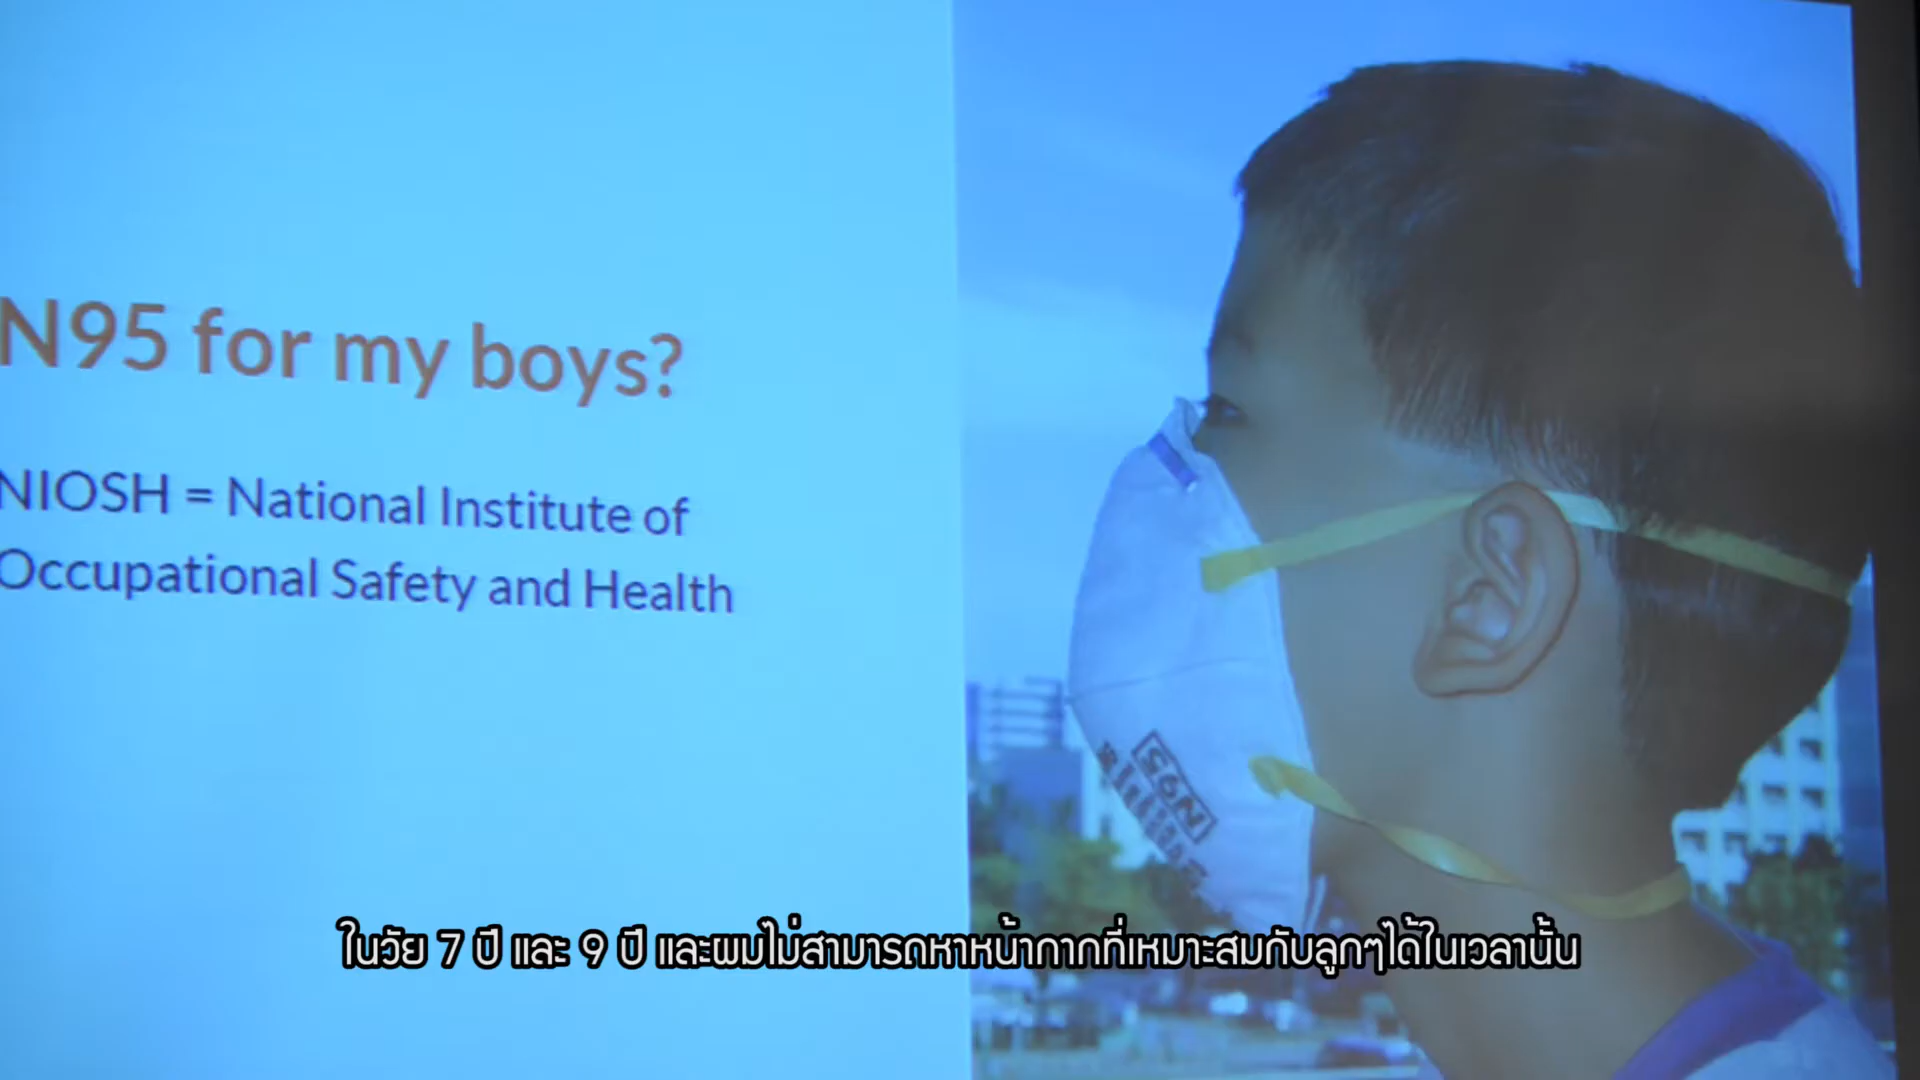 N95 for my boys?
NIOSH = National Institute of
Occupational Safety and Health
N95
ในวัย 7 ปี และ 9 ปี และผมไม่สามารถหาหน้ากากที่เหมาะสมกับลูกๆได้ในเวลานั้น